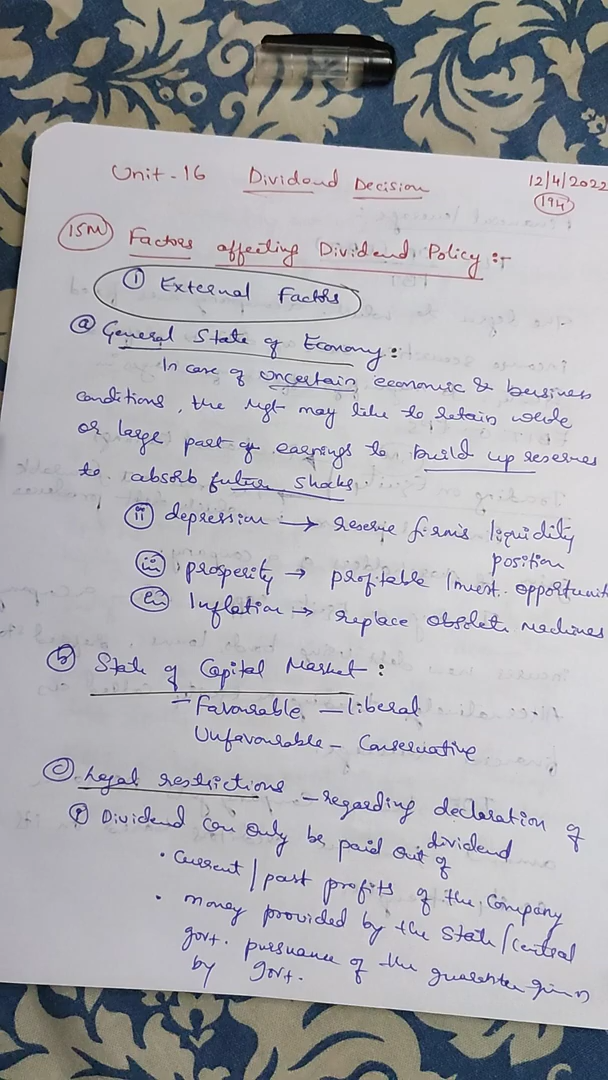 Unit-16 Dividend Decision 12/4/2022
194
15M Factors affecting Dividend Policy :-
① External Factors
ⓐ General State of Economy:
In case of uncertain economic & business
conditions, the mgt may like to retain whole
or large part of earnings to build up reserves
to absorb future shocks.
ⓘⓘ depression → reserve firm's liquidity
position
ⓘⓘⓘ prosperity → profitable Invest. opportunit
Inflation → replace obsolete machines
ⓑ State of Capital Market :
- Favourable - liberal
Unfavourable - Conservative
ⓒ Legal restrictions - regarding declaration of
dividend
ⓘ Dividend can only be paid out of
• current / past profits of the Company
• money provided by the State / Central
govt. pursuance of the given
by govt.